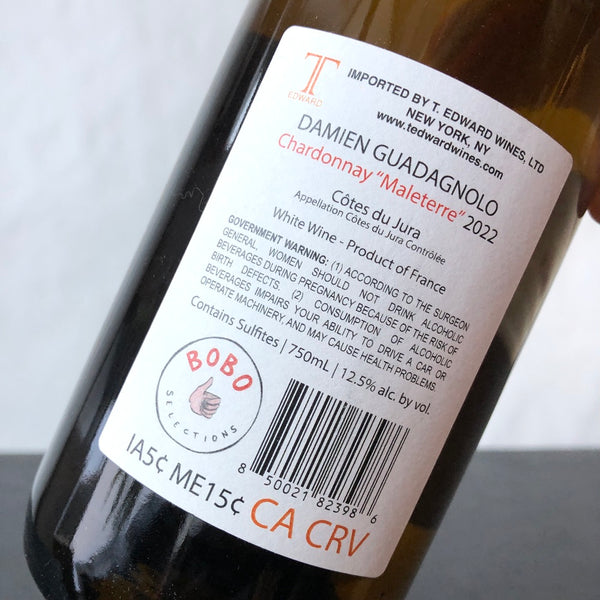 T
EDWARD
IMPORTED BY T. EDWARD WINES, LTD
NEW YORK, NY
www.tedwardwines.com
DAMIEN GUADAGNOLO
Chardonnay "Maleterre" 2022
Côtes du Jura
Appellation Côtes du Jura Contrôlée
White Wine - Product of France
GOVERNMENT WARNING: (1) ACCORDING TO THE SURGEON
GENERAL, WOMEN SHOULD NOT DRINK ALCOHOLIC
BEVERAGES DURING PREGNANCY BECAUSE OF THE RISK OF
BIRTH DEFECTS. (2) CONSUMPTION OF ALCOHOLIC
BEVERAGES IMPAIRS YOUR ABILITY TO DRIVE A CAR OR
OPERATE MACHINERY, AND MAY CAUSE HEALTH PROBLEMS.
Contains Sulfites | 750mL | 12.5% alc. by vol.
BOBO
SELECTIONS
8 50021 82398 6
IA5¢ ME15¢ CA CRV